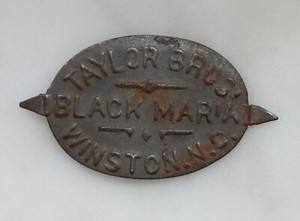 TAYLOR BROS
BLACK MARIA
WINSTON. N.C.